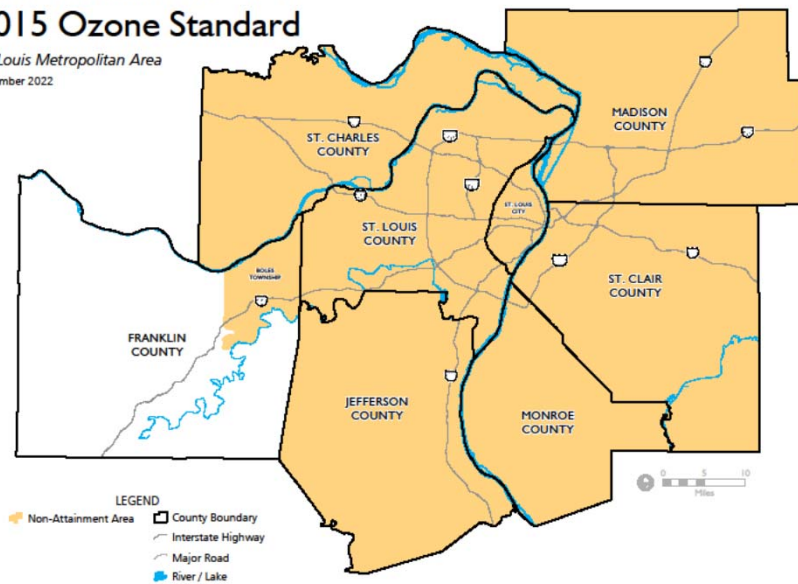 015 Ozone Standard
Louis Metropolitan Area
mber 2022
MADISON
COUNTY
ST. CHARLES
COUNTY
ST. LOUIS
CITY
ST. LOUIS
COUNTY
BOLES
TOWNSHIP
ST. CLAIR
COUNTY
FRANKLIN
COUNTY
JEFFERSON
COUNTY
MONROE
COUNTY
0 5 10
Miles
LEGEND
Non-Attainment Area
County Boundary
Interstate Highway
Major Road
River / Lake